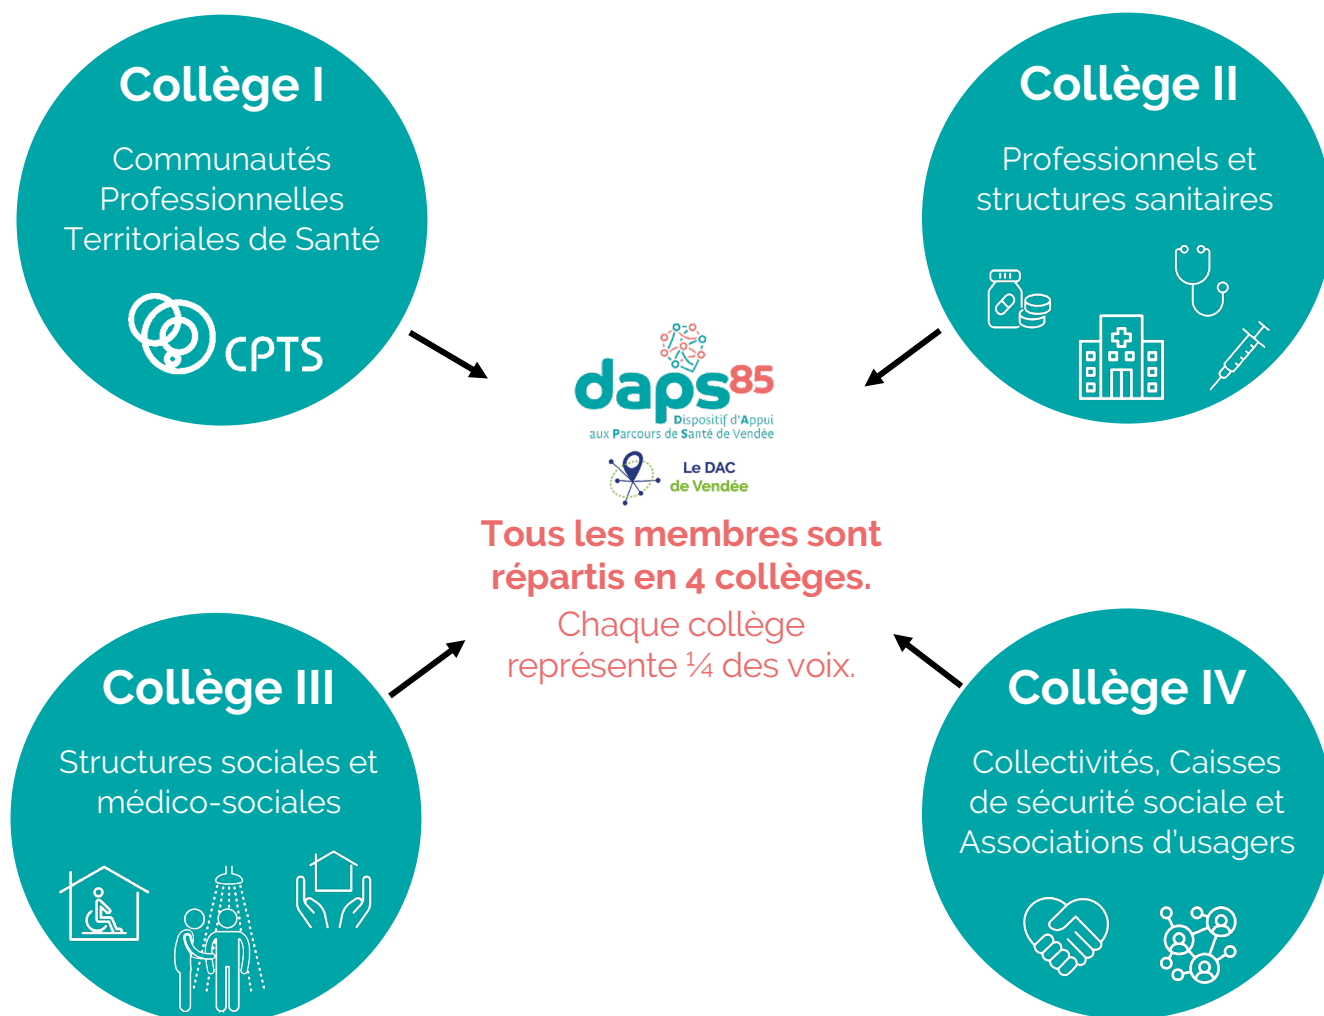 Collège I
Communautés
Professionnelles
Territoriales de Santé
CPTS
Collège II
Professionnels et
structures sanitaires
daps85
Dispositif d'Appui
aux Parcours de Santé de Vendée
Le DAC
de Vendée
Tous les membres sont
répartis en 4 collèges.
Chaque collège
représente ¼ des voix.
Collège III
Structures sociales et
médico-sociales
Collège IV
Collectivités, Caisses
de sécurité sociale et
Associations d’usagers